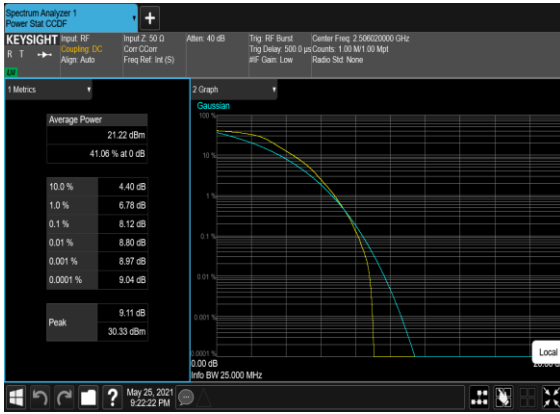 Spectrum Analyzer 1
Power Stat CCDF
+
KEYSIGHT
R T
LV
Input: RF
Coupling: DC
Align: Auto
Input Z: 50 Ω
Corr CCorr
Freq Ref: Int (S)
Atten: 40 dB
Trig: RF Burst
Trig Delay: 500.0 µs
#IF Gain: Low
Center Freq: 2.506020000 GHz
Counts: 1.00 M/1.00 Mpt
Radio Std: None
1 Metrics
Average Power
21.22 dBm
41.06 % at 0 dB
10.0 % 4.40 dB
1.0 % 6.78 dB
0.1 % 8.12 dB
0.01 % 8.80 dB
0.001 % 8.97 dB
0.0001 % 9.04 dB
Peak
9.11 dB
30.33 dBm
2 Graph
Gaussian
100 %
10 %
1 %
0.1 %
0.01 %
0.001 %
0.0001 %
0.00 dB
Info BW 25.000 MHz
Local
?
May 25, 2021
9:22:22 PM